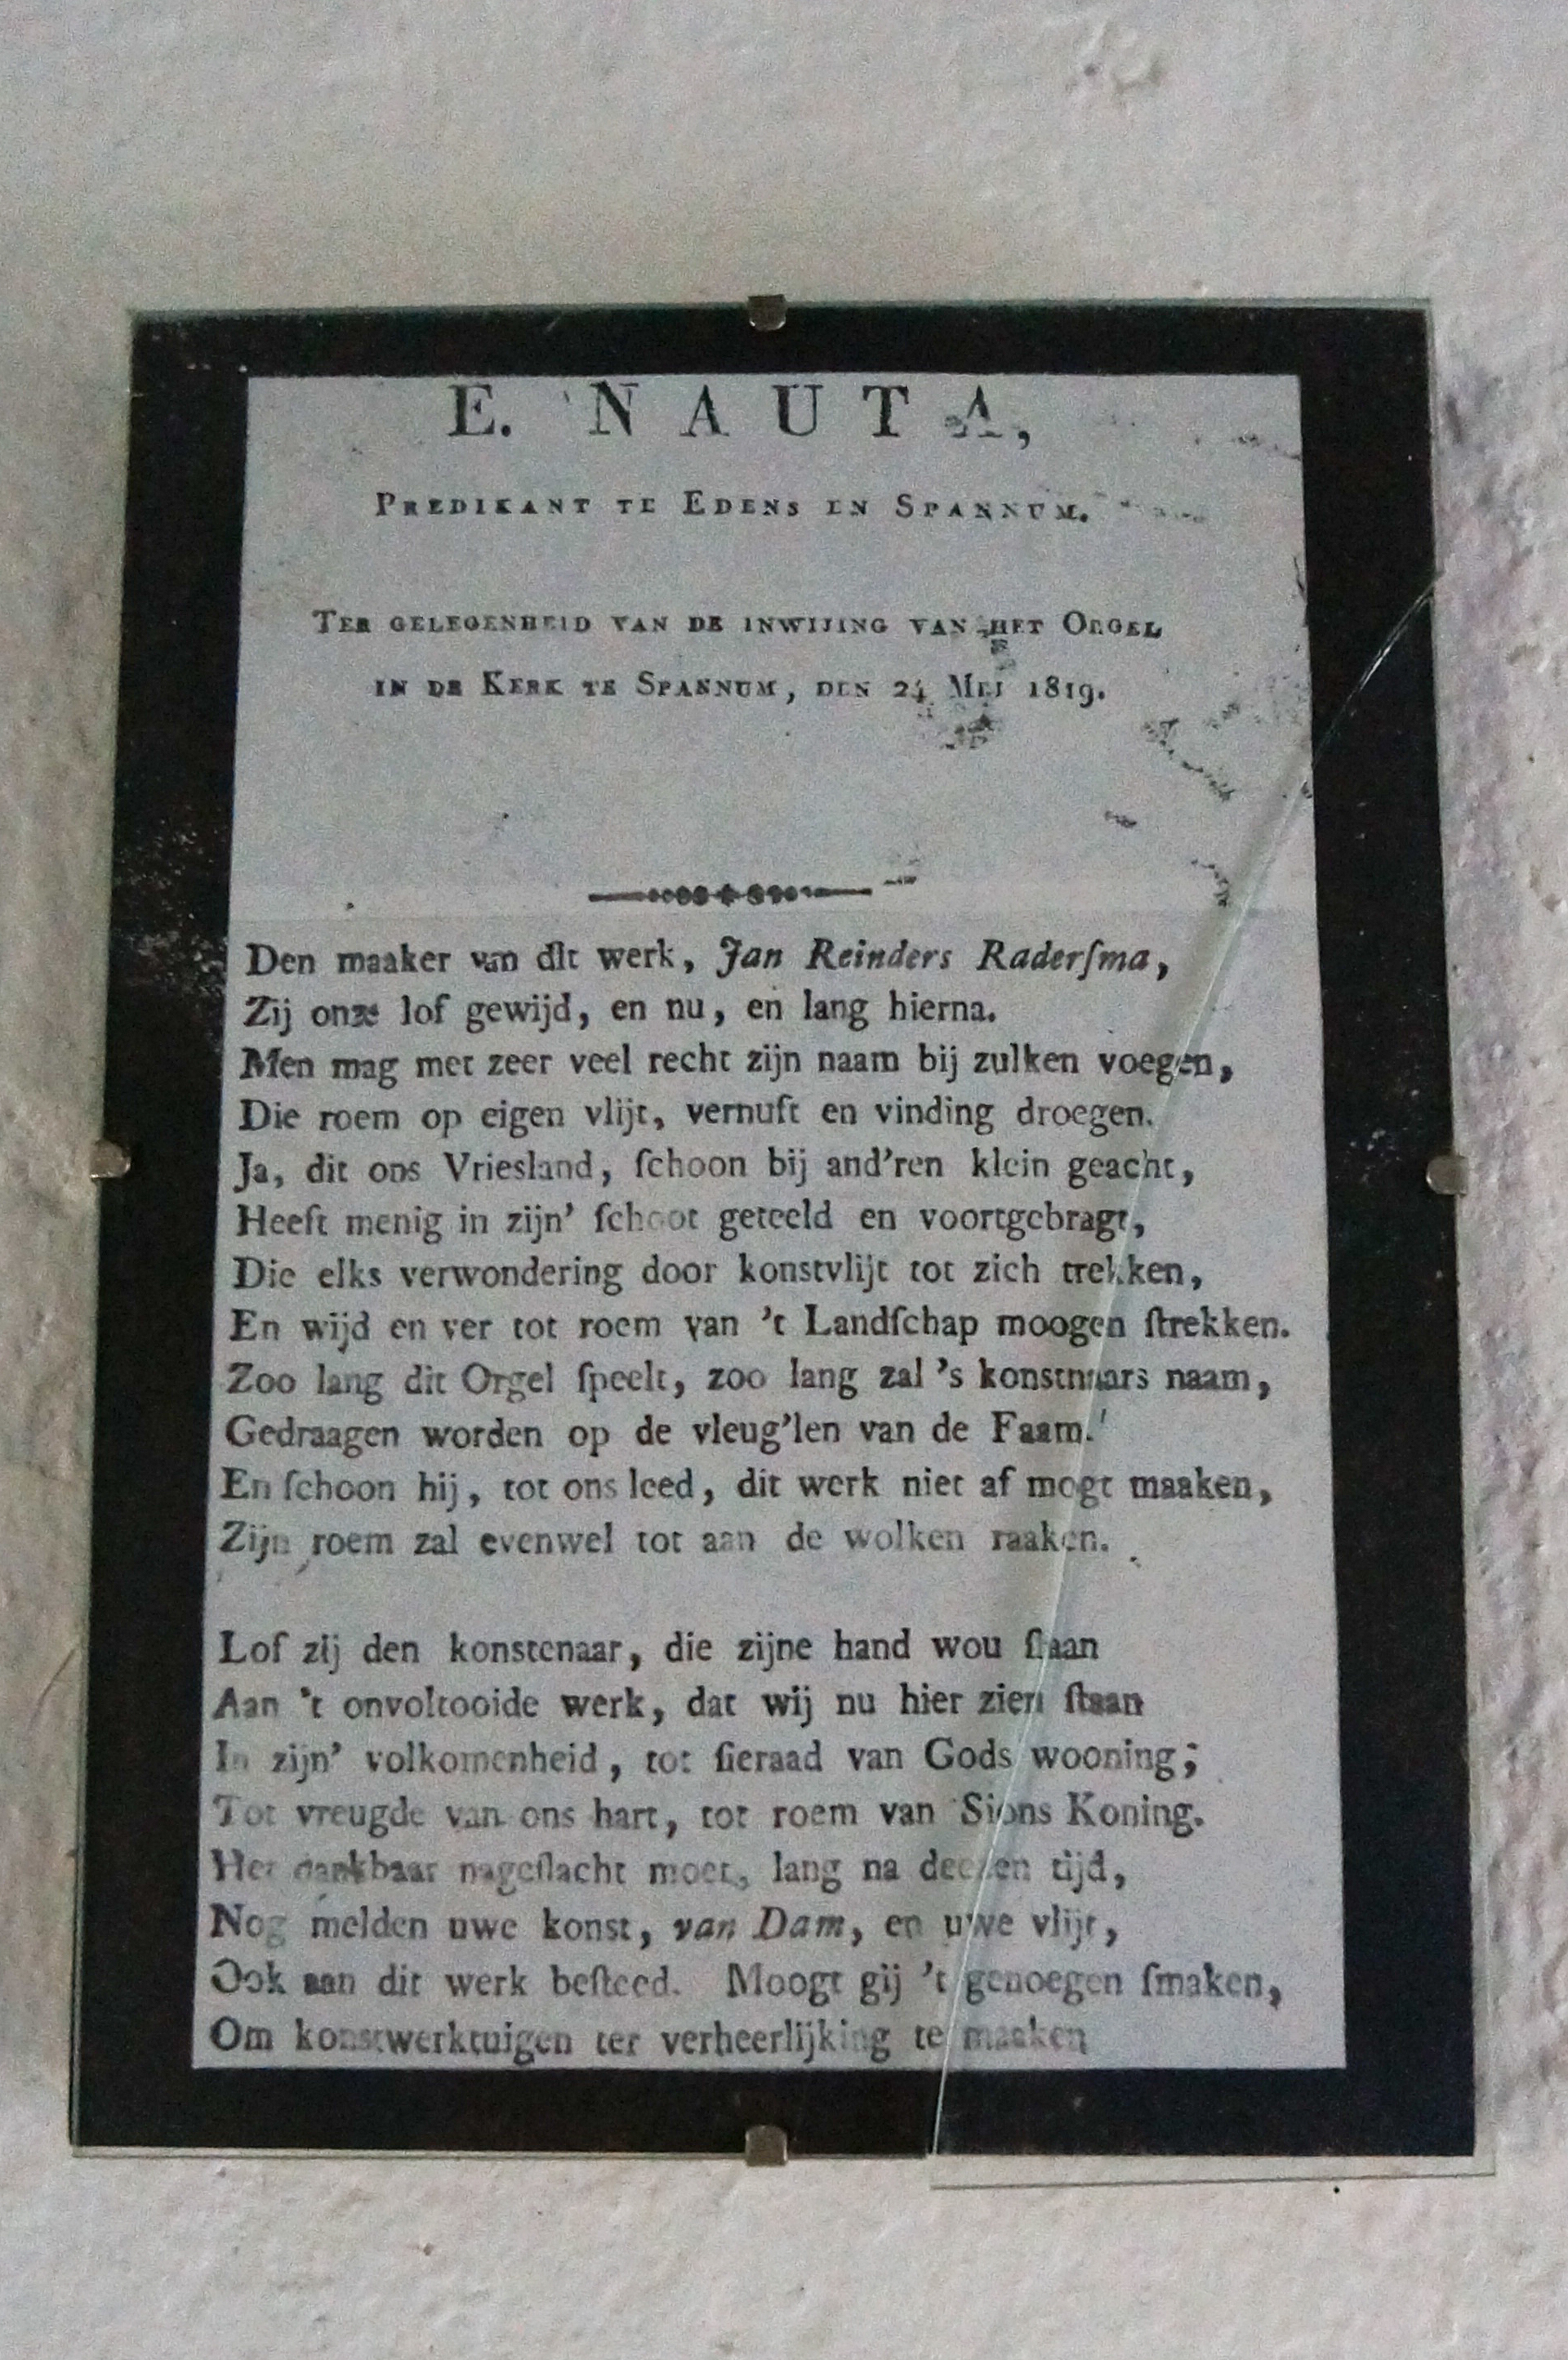 E. NAUTA,
PREDIKANT TE EDENS EN SPANNUM.
TER GELEGENHEID VAN DE INWIJING VAN HET ORGEL
IN DE KERK TE SPANNUM, DEN 24 MEI 1819.
Den maaker van dit werk, Jan Reinders Raderſma,
Zij onze lof gewijd, en nu, en lang hierna.
Men mag met zeer veel recht zijn naam bij zulken voegen,
Die roem op eigen vlijt, vernuft en vinding droegen.
Ja, dit ons Vriesland, ſchoon bij and'ren klein geacht,
Heeft menig in zijn' ſchoot geteeld en voortgebragt,
Die elks verwondering door konstvlijt tot zich trekken,
En wijd en ver tot roem van 't Landſchap moogen ſtrekken.
Zoo lang dit Orgel ſpeelt, zoo lang zal 's konstnaars naam,
Gedraagen worden op de vleug'len van de Faam.
En ſchoon hij, tot ons leed, dit werk niet af mogt maaken,
Zijn roem zal evenwel tot aan de wolken raaken.
Lof zij den konstenaar, die zijne hand wou ſlaan
Aan 't onvoltooide werk, dat wij nu hier zien ſtaan
In zijn' volkomenheid, tot ſieraad van Gods wooning;
Tot vreugde van ons hart, tot roem van Sions Koning.
Het dankbaar nageſlacht moet, lang na deezen tijd,
Nog melden uwe konst, van Dam, en uwe vlijt,
Ook aan dit werk beſteed. Moogt gij 't genoegen ſmaken,
Om konstwerktuigen ter verheerlijking te maaken